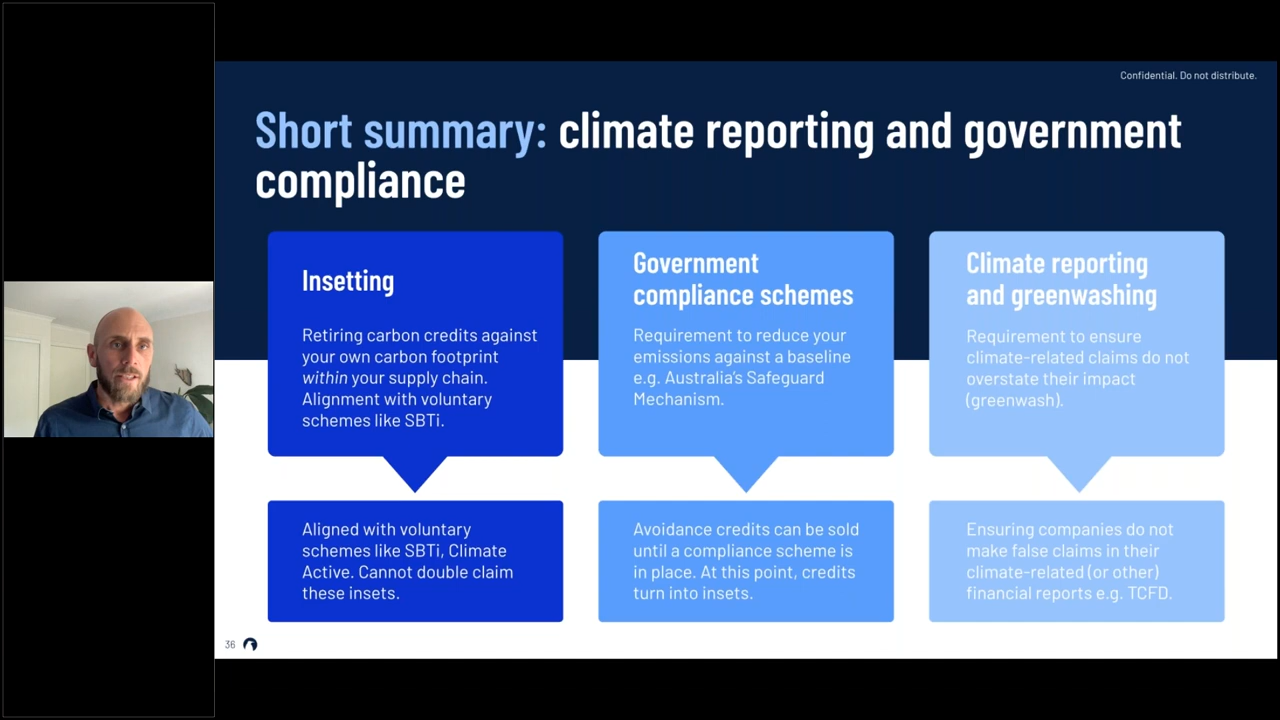 Confidential. Do not distribute.
Short summary: climate reporting and government
compliance
Insetting
Retiring carbon credits against
your own carbon footprint
within your supply chain.
Alignment with voluntary
schemes like SBTi.
Aligned with voluntary
schemes like SBTi, Climate
Active. Cannot double claim
these insets.
Government
compliance schemes
Requirement to reduce your
emissions against a baseline
e.g. Australia's Safeguard
Mechanism.
Avoidance credits can be sold
until a compliance scheme is
in place. At this point, credits
turn into insets.
Climate reporting
and greenwashing
Requirement to ensure
climate-related claims do not
overstate their impact
(greenwash).
Ensuring companies do not
make false claims in their
climate-related (or other)
financial reports e.g. TCFD.
36